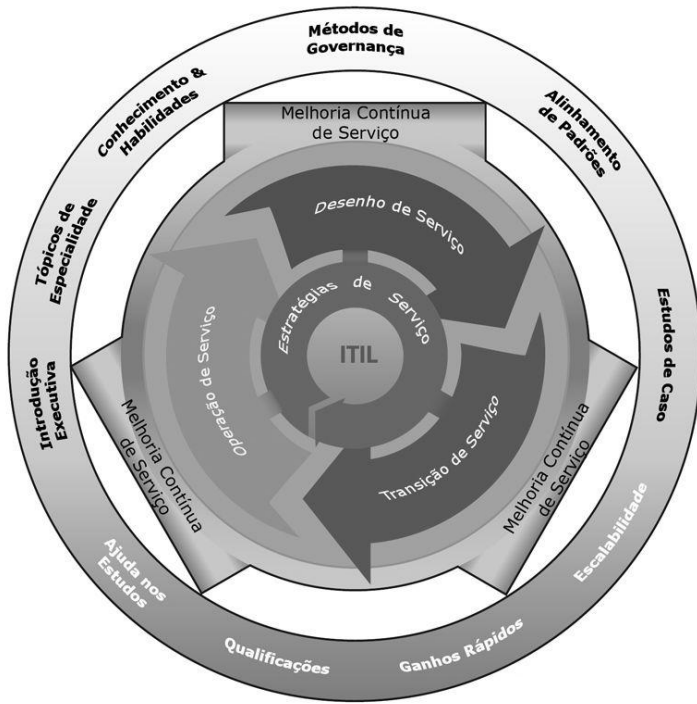 Métodos de
Governança
Alinhamento
de Padrões
Estudos de Caso
Escalabilidade
Ganhos Rápidos
Qualificações
Ajuda nos
Estudos
Introdução
Executiva
Tópicos de
Especialidade
Conhecimento &
Habilidades
Melhoria Contínua
de Serviço
Melhoria Contínua
de Serviço
Melhoria Contínua
de Serviço
Desenho de Serviço
Transição de Serviço
Operação de Serviço
Estratégias de Serviço
ITIL